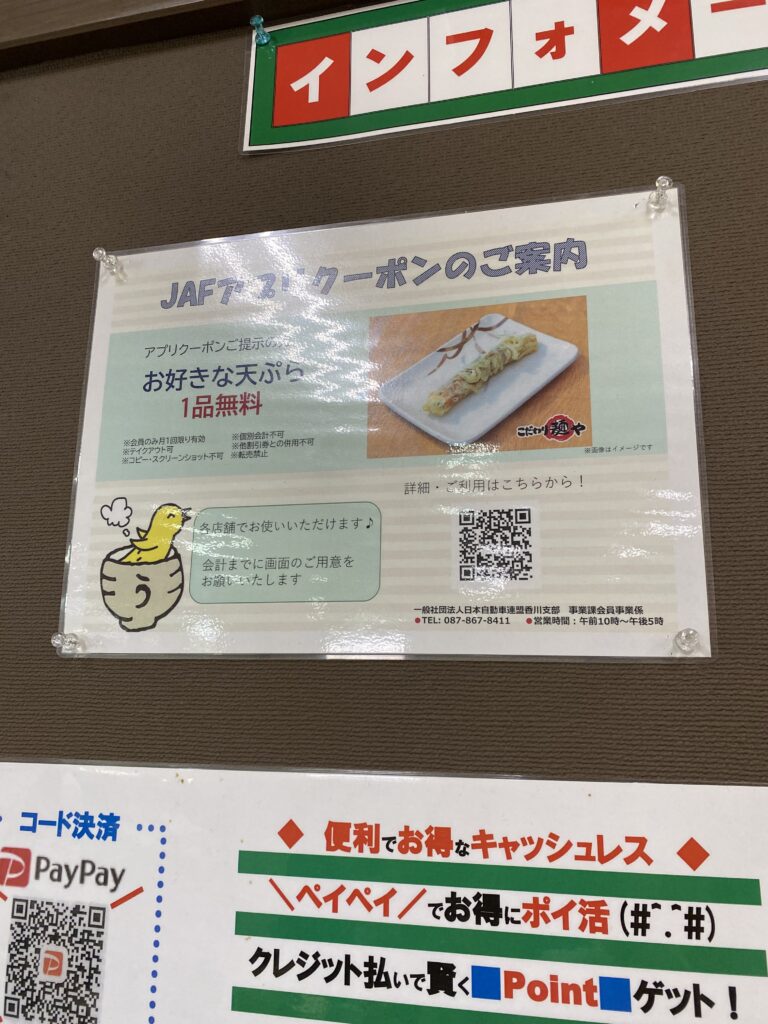 インフォメー
JAFアプリクーポンのご案内
アプリクーポンご提示の
お好きな天ぷら
1品無料
※会員のみ月1回限り有効
※テイクアウト可
※コピー・スクリーンショット不可
※個別会計不可
※他割引券との併用不可
※転売禁止
こだわり麺や
※画像はイメージです
詳細・ご利用はこちらから！
各店舗でお使いいただけます♪
会計までに画面のご用意を
お願いいたします
う
一般社団法人日本自動車連盟香川支部 事業課会員事業係
●TEL: 087-867-8411 ●営業時間：午前10時～午後5時
コード決済
PayPay
◆ 便利でお得なキャッシュレス ◆
＼ペイペイ／でお得にポイ活(#^.^#)
クレジット払いで賢く■Point■ゲット！